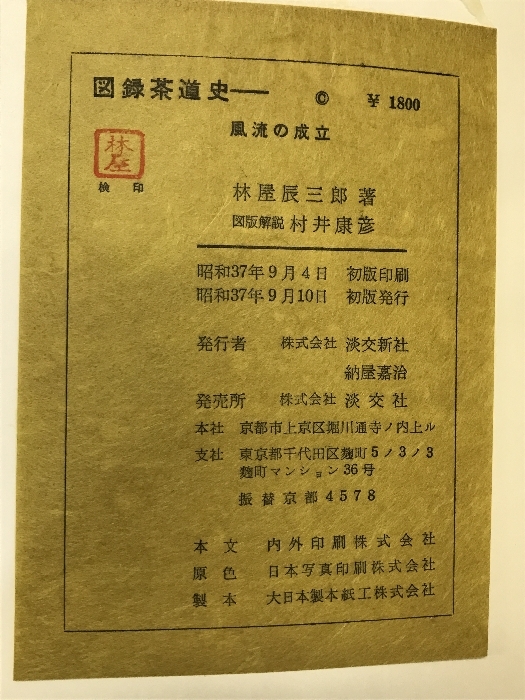 図録茶道史── © ¥ 1800
風流の成立
林屋
検印
林屋辰三郎 著
図版解説 村井康彦
昭和37年9月4日 初版印刷
昭和37年9月10日 初版発行
発行者 株式会社 淡交新社
納屋嘉治
発売所 株式会社 淡交社
本社 京都市上京区堀川通寺ノ内上ル
支社 東京都千代田区麹町5ノ3ノ3
麹町マンション36号
振替京都4578
本文 内外印刷株式会社
原色 日本写真印刷株式会社
製本 大日本製本紙工株式会社